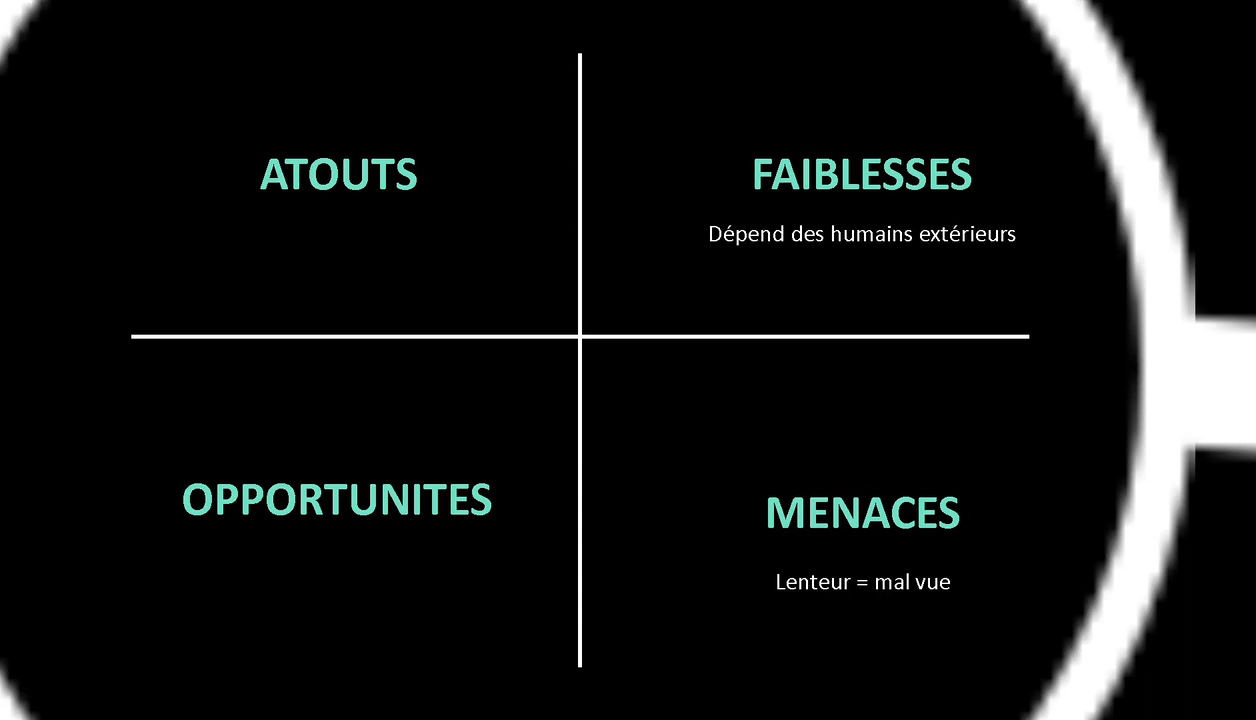 ATOUTS
FAIBLESSES
Dépend des humains extérieurs
OPPORTUNITES
MENACES
Lenteur = mal vue